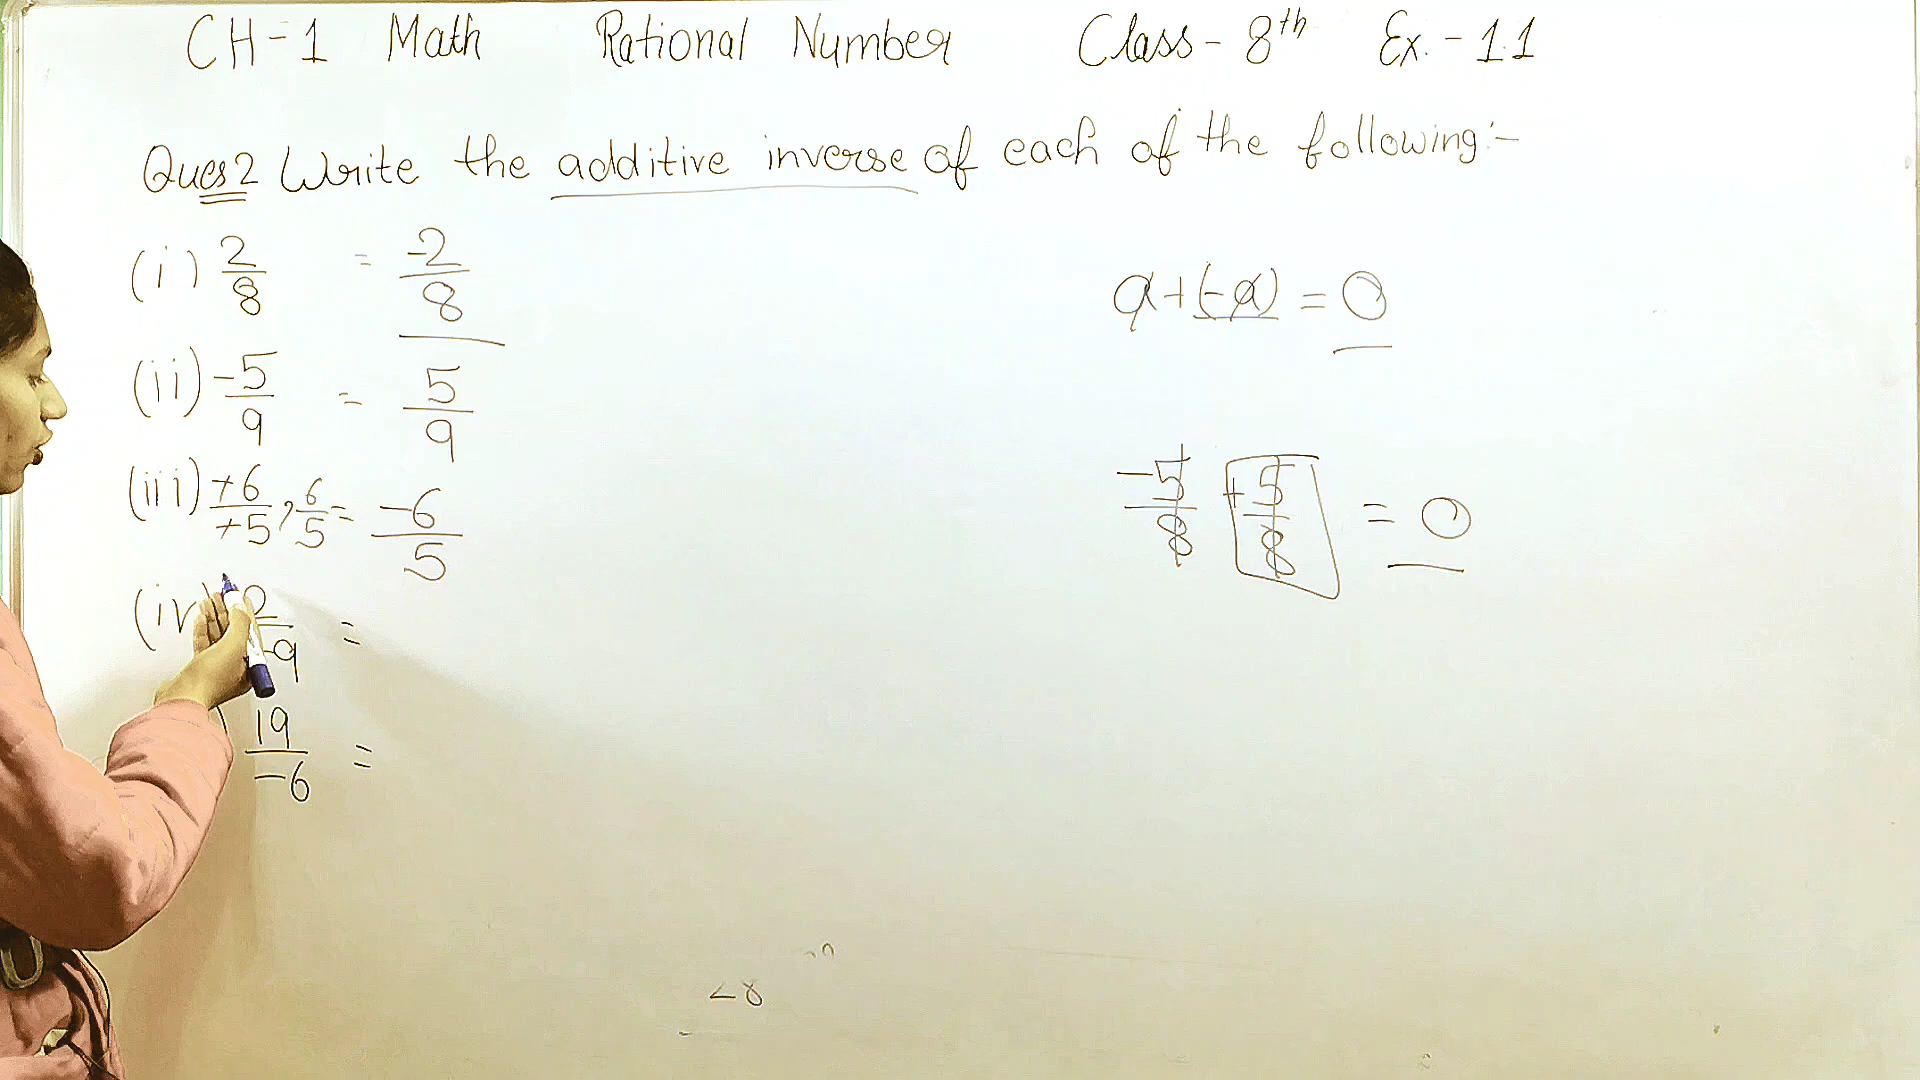 CH-1 Math Rational Number Class-8th Ex.-1.1
Ques2 Write the additive inverse of each of the following:-
(i) 2/8 = -2/8
a+(-a) = 0
(ii) -5/9 = 5/9
(iii) +6/+5, 6/5 = -6/5
-5/8 +5/8 = 0
(iv) 2/-9 =
19/-6 =